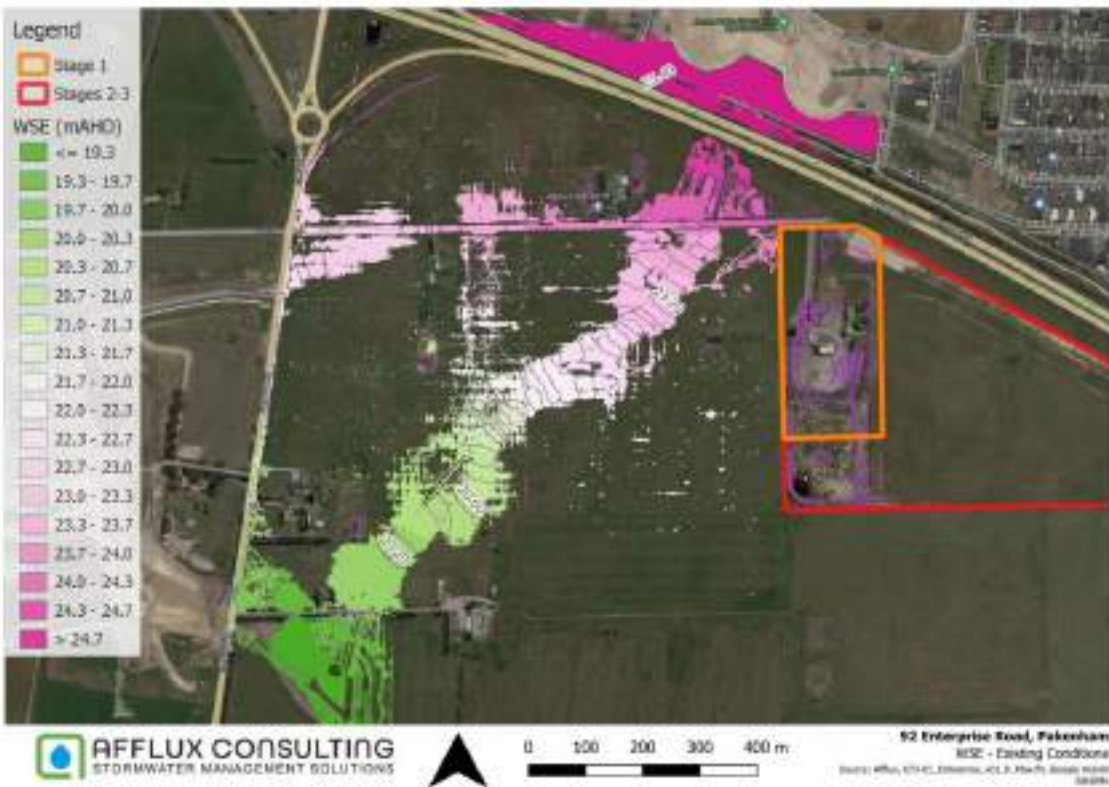 Legend
Stage 1
Stages 2-3
WSE (mAHD)
<= 19.3
19.3 - 19.7
19.7 - 20.0
20.0 - 20.3
20.3 - 20.7
20.7 - 21.0
21.0 - 21.3
21.3 - 21.7
21.7 - 22.0
22.0 - 22.3
22.3 - 22.7
22.7 - 23.0
23.0 - 23.3
23.3 - 23.7
23.7 - 24.0
24.0 - 24.3
24.3 - 24.7
> 24.7
AFFLUX CONSULTING
STORMWATER MANAGEMENT SOLUTIONS
0 100 200 300 400 m
92 Enterprise Road, Pakenham
WSE - Existing Conditions